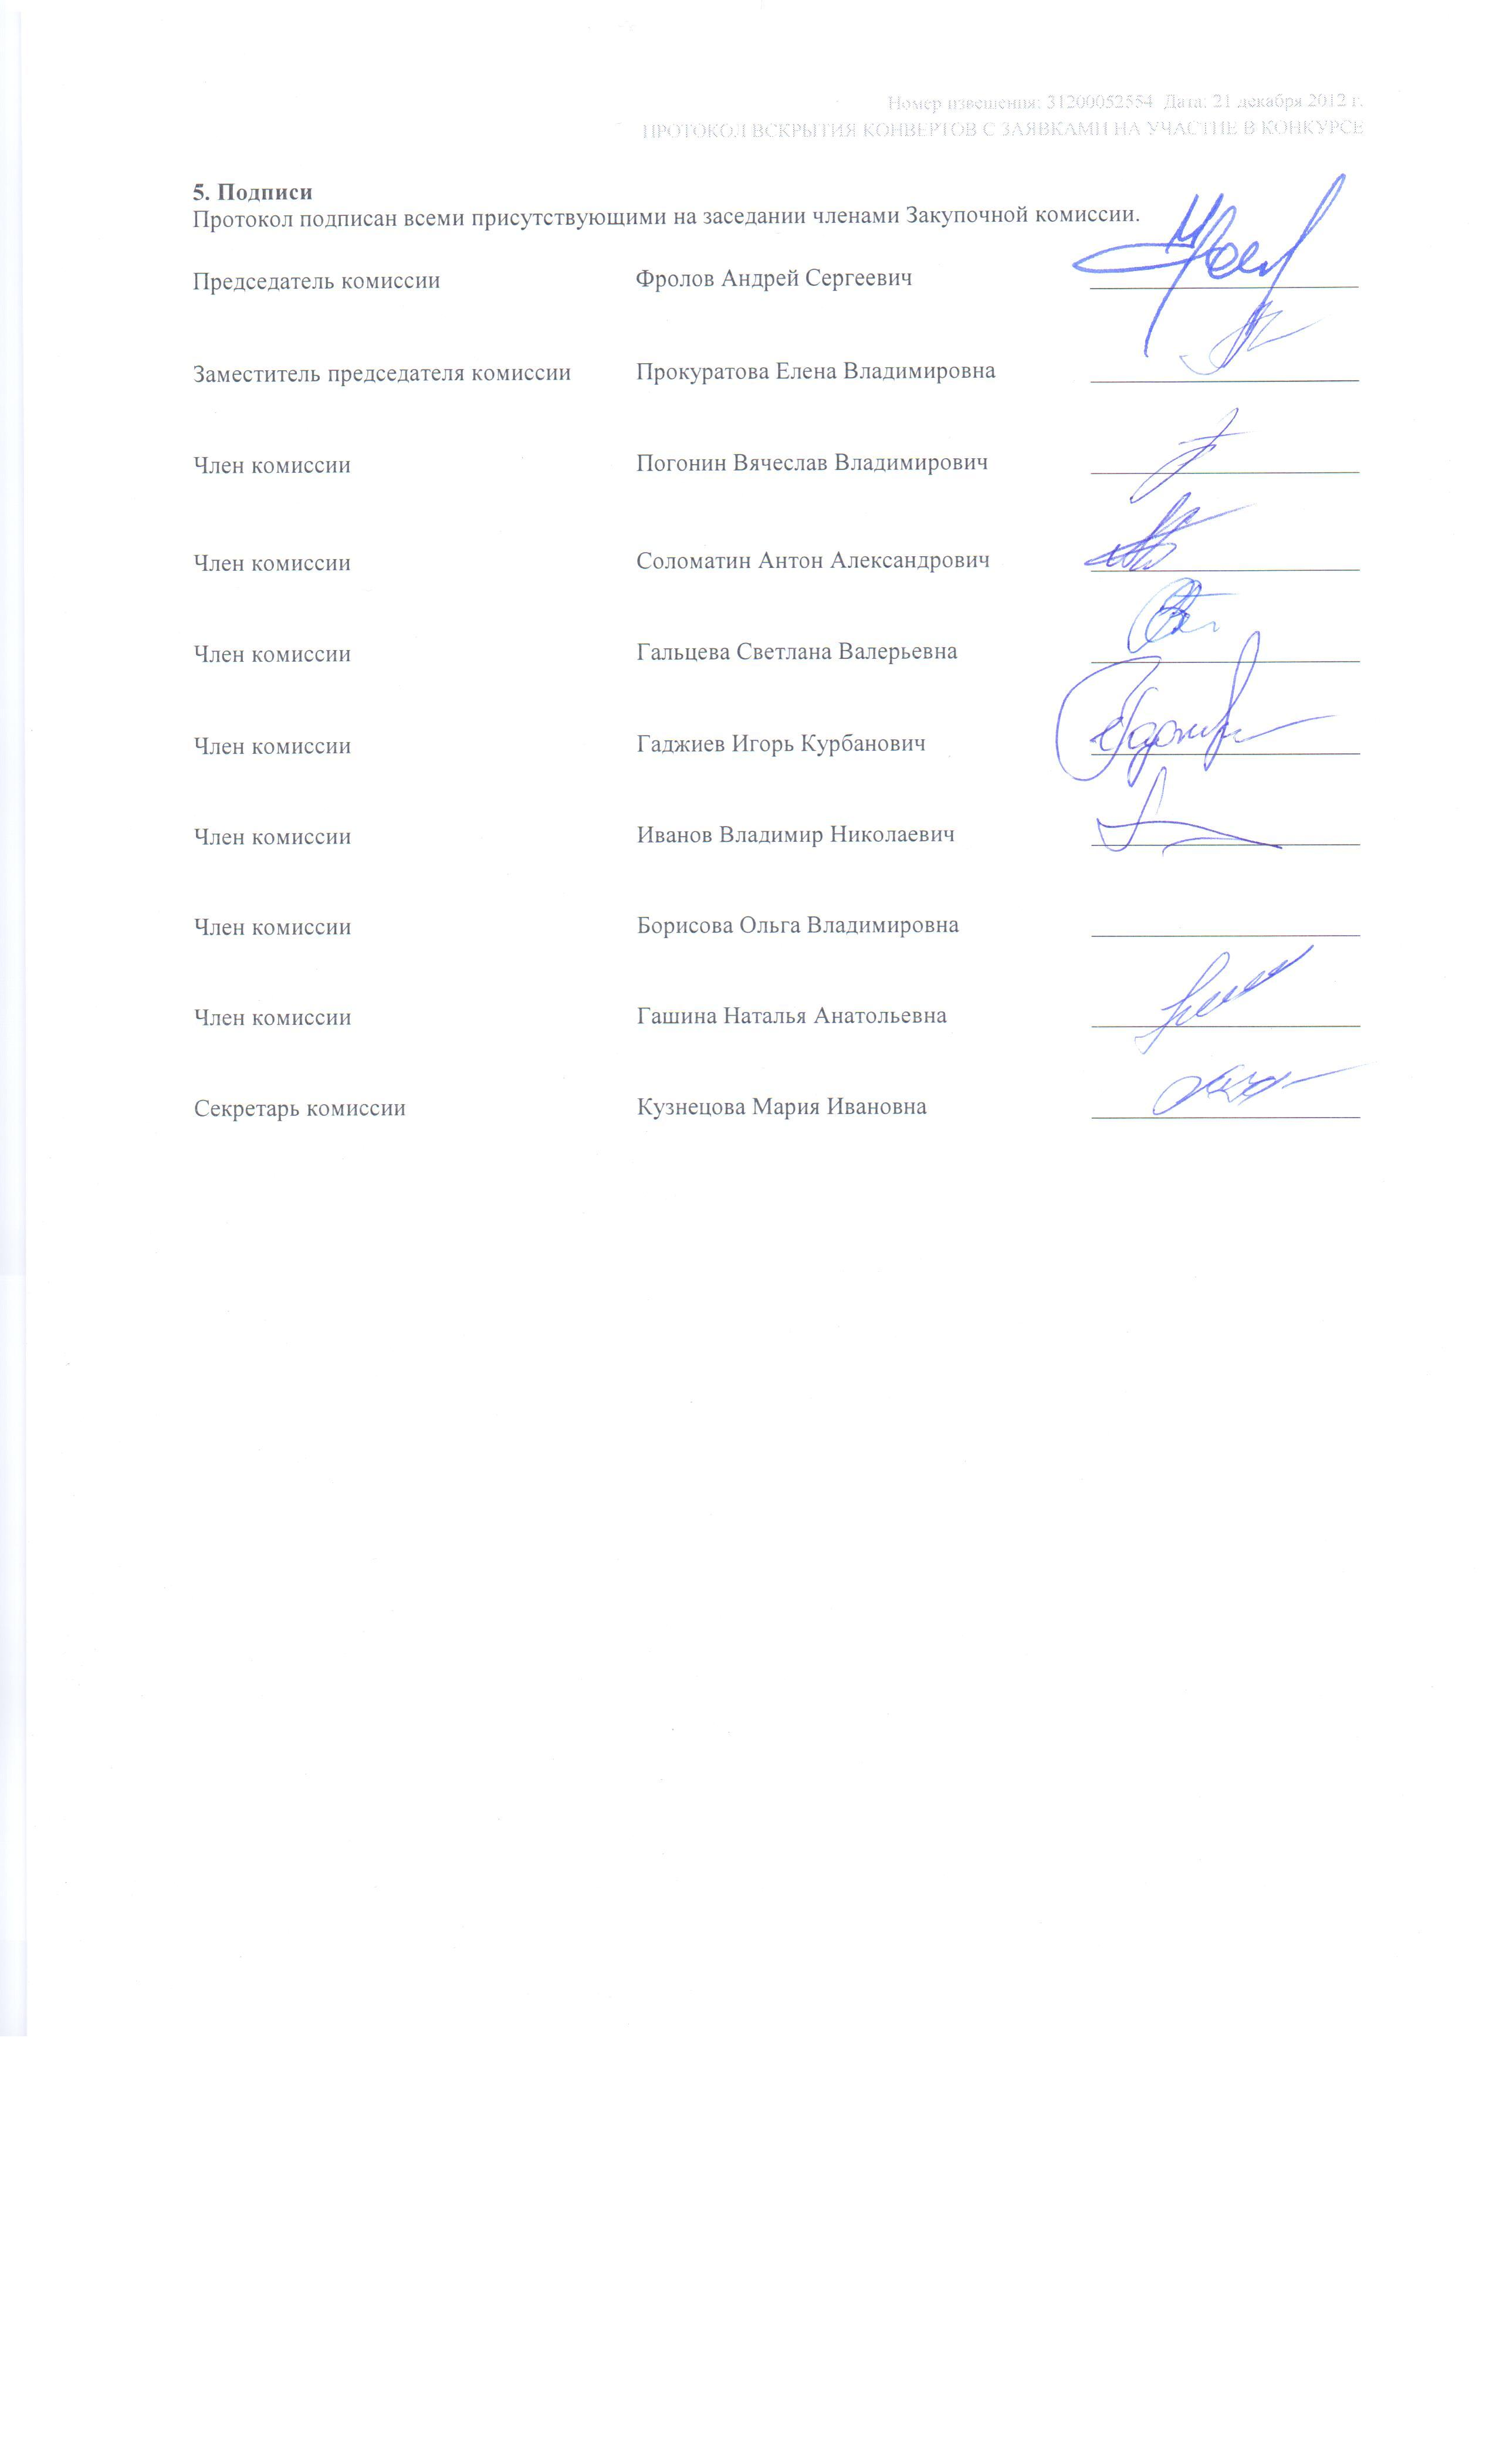 Номер извещения: 31200052554 Дата: 21 декабря 2012 г.
ПРОТОКОЛ ВСКРЫТИЯ КОНВЕРТОВ С ЗАЯВКАМИ НА УЧАСТИЕ В КОНКУРСЕ
5. Подписи
Протокол подписан всеми присутствующими на заседании членами Закупочной комиссии.
Председатель комиссии Фролов Андрей Сергеевич
Заместитель председателя комиссии Прокуратова Елена Владимировна
Член комиссии Погонин Вячеслав Владимирович
Член комиссии Соломатин Антон Александрович
Член комиссии Гальцева Светлана Валерьевна
Член комиссии Гаджиев Игорь Курбанович
Член комиссии Иванов Владимир Николаевич
Член комиссии Борисова Ольга Владимировна
Член комиссии Гашина Наталья Анатольевна
Секретарь комиссии Кузнецова Мария Ивановна